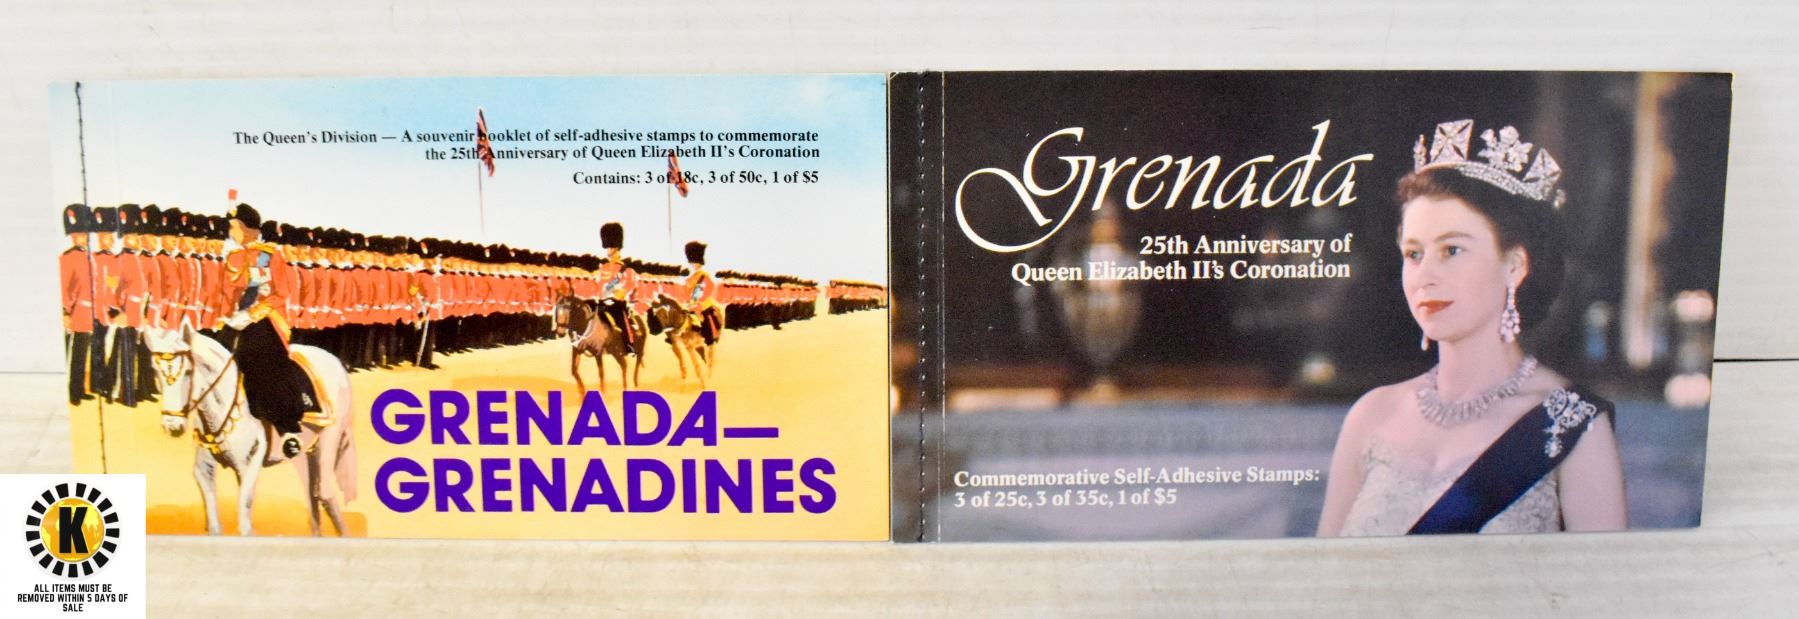 The Queen's Division — A souvenir booklet of self-adhesive stamps to commemorate
the 25th Anniversary of Queen Elizabeth II's Coronation
Contains: 3 of 18c, 3 of 50c, 1 of $5
GRENADA—
GRENADINES
Grenada
25th Anniversary of
Queen Elizabeth II's Coronation
Commemorative Self-Adhesive Stamps:
3 of 25c, 3 of 35c, 1 of $5
K
ALL ITEMS MUST BE
REMOVED WITHIN 5 DAYS OF
SALE